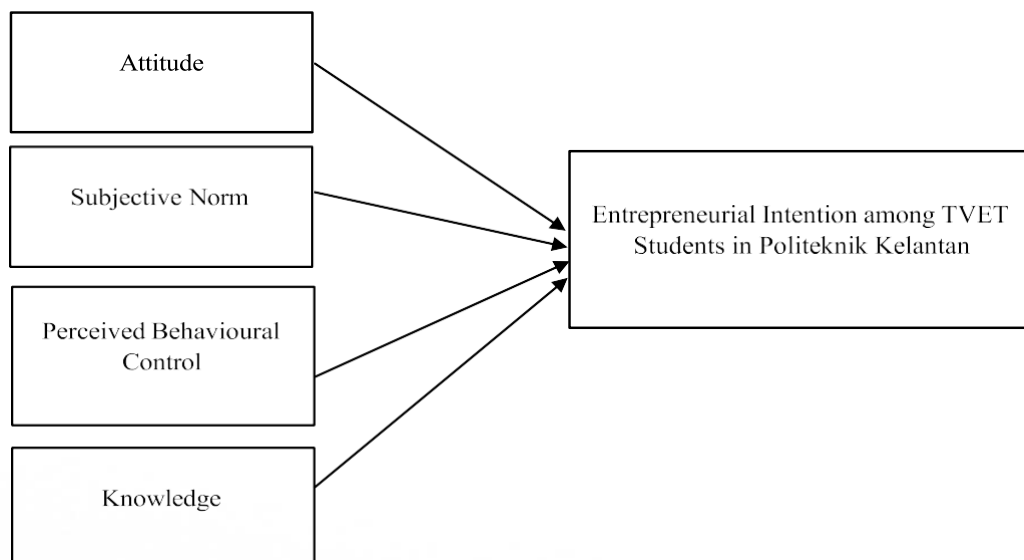 Attitude
Subjective Norm
Perceived Behavioural
Control
Knowledge
Entrepreneurial Intention among TVET
Students in Politeknik Kelantan